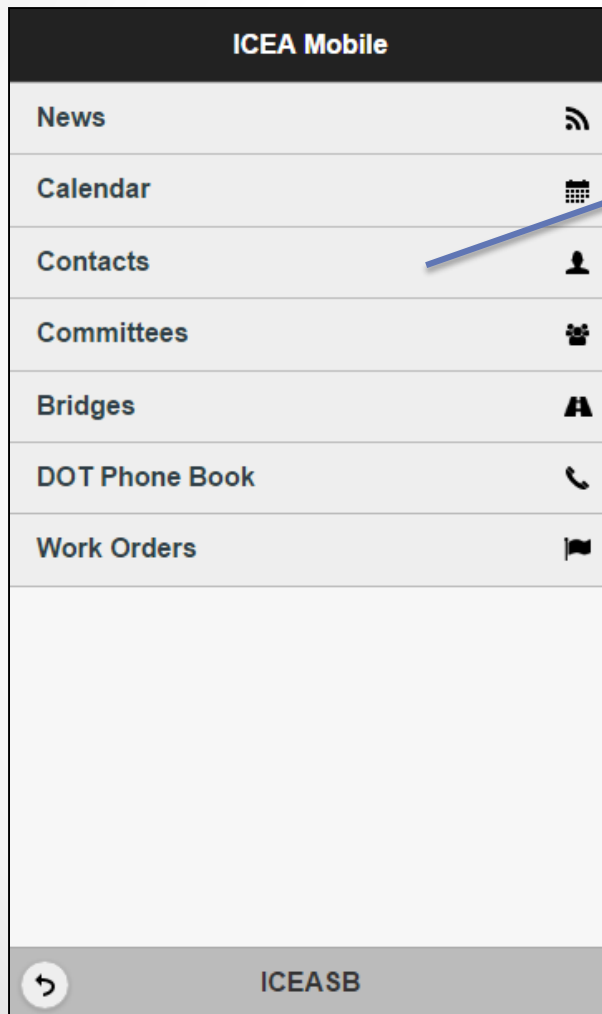 ICEA Mobile
News
Calendar
Contacts
Committees
Bridges
DOT Phone Book
Work Orders
ICEASB